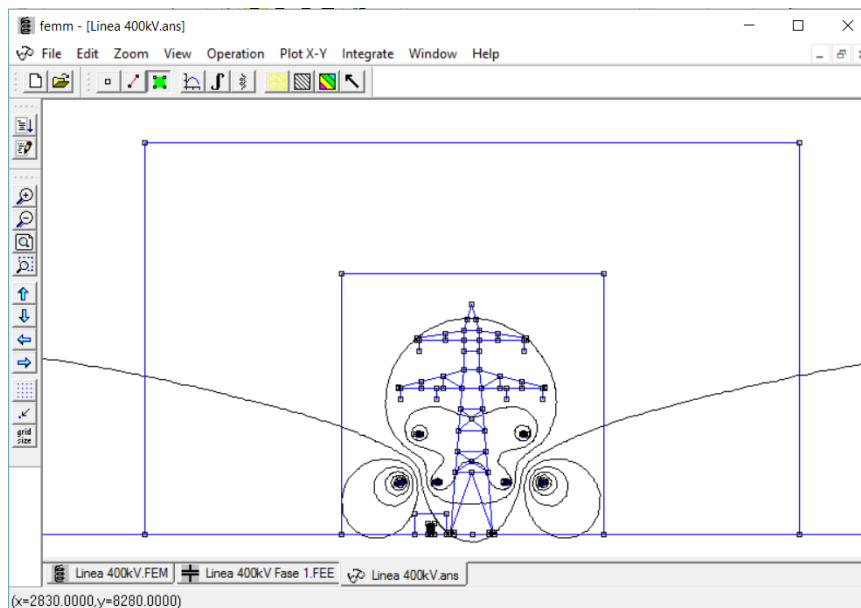 femm - [Linea 400kV.ans]
File Edit Zoom View Operation Plot X-Y Integrate Window Help
grid
size
Linea 400kV.FEM Linea 400kV Fase 1.FEE Linea 400kV.ans
(x=2830.0000,y=8280.0000)